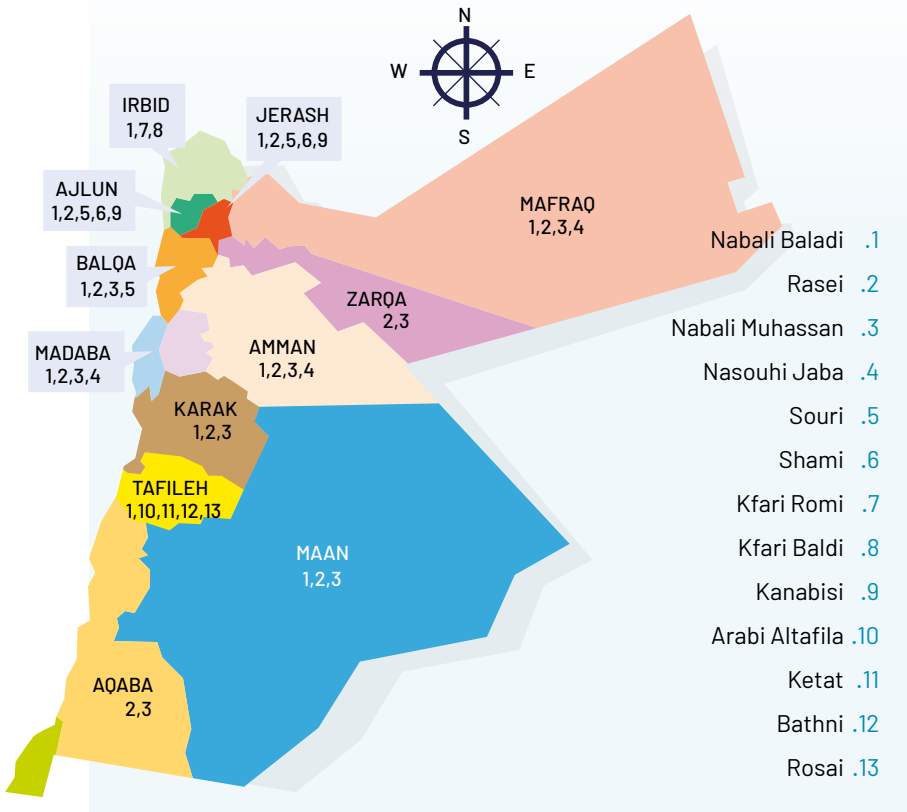 N
W
E
S
IRBID
1,7,8
JERASH
1,2,5,6,9
AJLUN
1,2,5,6,9
MAFRAQ
1,2,3,4
BALQA
1,2,3,5
ZARQA
2,3
MADABA
1,2,3,4
AMMAN
1,2,3,4
KARAK
1,2,3
TAFILEH
1,10,11,12,13
MAAN
1,2,3
AQABA
2,3
Nabali Baladi .1
Rasei .2
Nabali Muhassan .3
Nasouhi Jaba .4
Souri .5
Shami .6
Kfari Romi .7
Kfari Baldi .8
Kanabisi .9
Arabi Altafila .10
Ketat .11
Bathni .12
Rosai .13